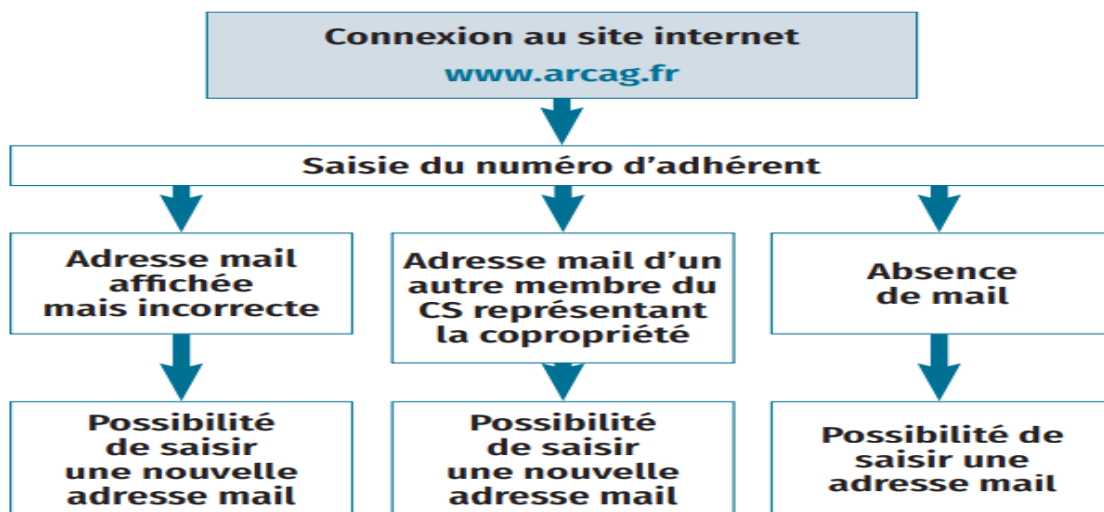 Connexion au site internet
www.arcag.fr
Saisie du numéro d'adhérent
Adresse mail
affichée
mais incorrecte
Adresse mail d'un
autre membre du
CS représentant
la copropriété
Absence
de mail
Possibilité
de saisir
une nouvelle
adresse mail
Possibilité
de saisir
une nouvelle
adresse mail
Possibilité de
saisir une
adresse mail